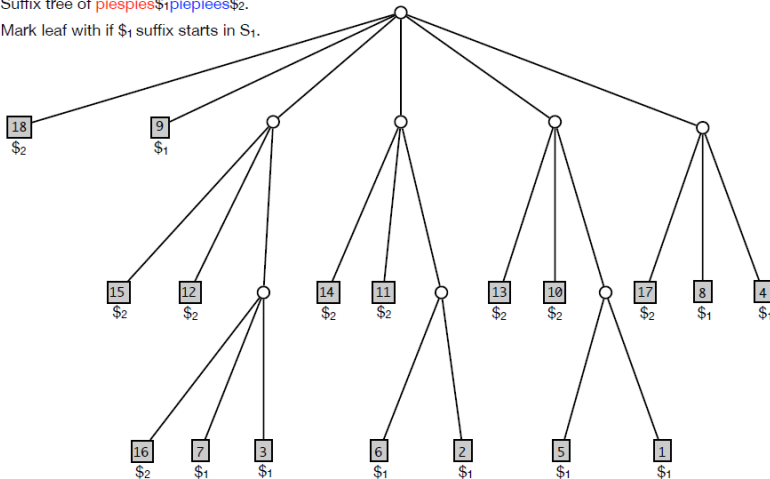 Suffix tree of piespies$₁piepiees$₂.
Mark leaf with if $₁ suffix starts in S₁.
18 9
$₂ $₁
15 12 14 11 13 10 17 8 4
$₂ $₂ $₂ $₂ $₂ $₂ $₂ $₁ $₁
16 7 3 6 2 5 1
$₂ $₁ $₁ $₁ $₁ $₁ $₁